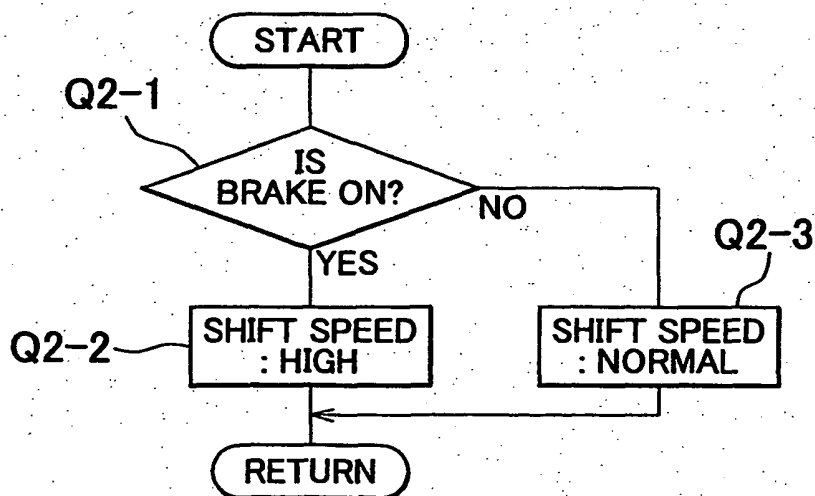 START
Q2-1
IS
BRAKE ON?
NO
YES
Q2-3
SHIFT SPEED
: HIGH
SHIFT SPEED
: NORMAL
Q2-2
RETURN